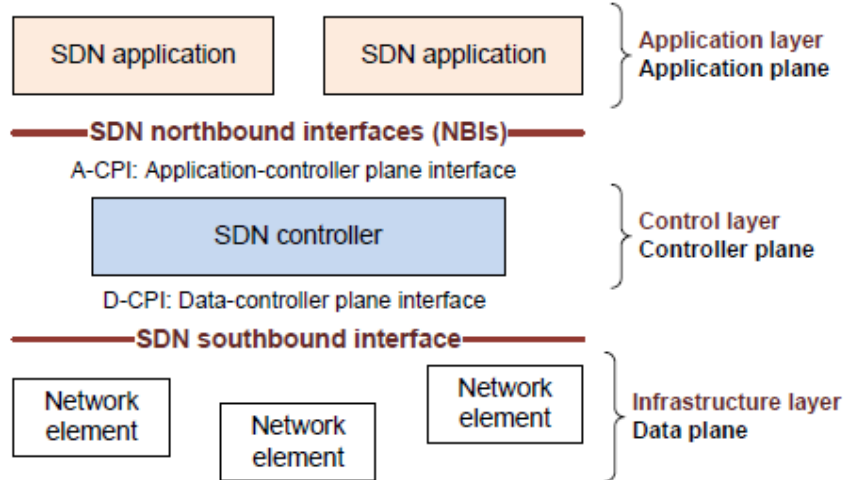 SDN application
SDN application
Application layer
Application plane
SDN northbound interfaces (NBIs)
A-CPI: Application-controller plane interface
SDN controller
Control layer
Controller plane
D-CPI: Data-controller plane interface
SDN southbound interface
Network
element
Network
element
Network
element
Infrastructure layer
Data plane